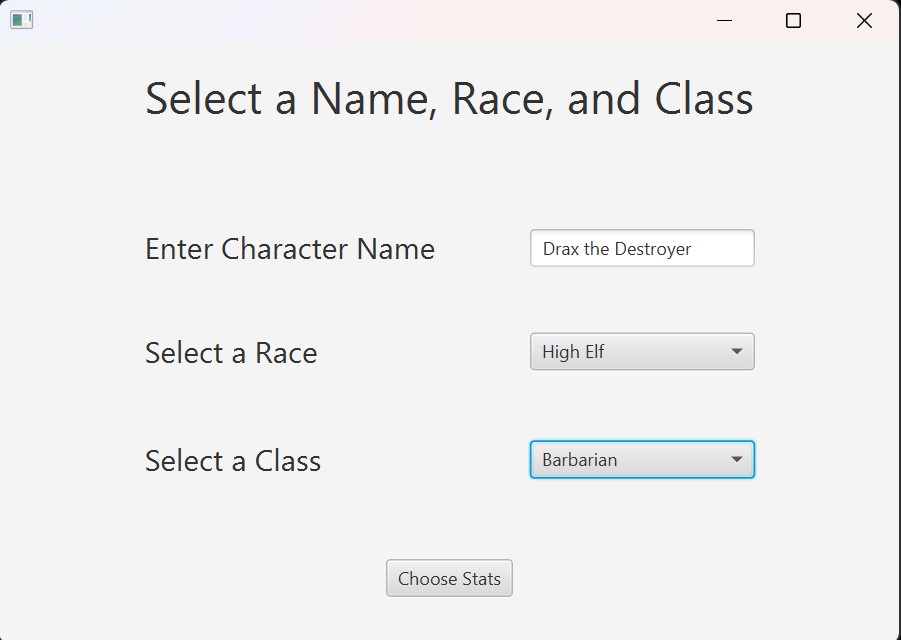 Select a Name, Race, and Class
Enter Character Name
Drax the Destroyer
Select a Race
High Elf
Select a Class
Barbarian
Choose Stats